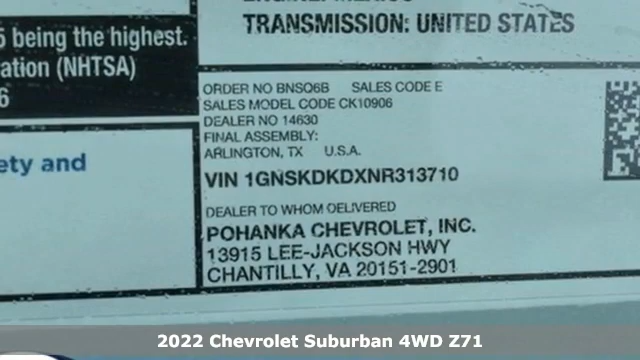 TRANSMISSION: UNITED STATES
5 being the highest.
ation (NHTSA)
6
ety and
ORDER NO BNSQ6B SALES CODE E
SALES MODEL CODE CK10906
DEALER NO 14630
FINAL ASSEMBLY:
ARLINGTON, TX U.S.A.
VIN 1GNSKDKDXNR313710
DEALER TO WHOM DELIVERED
POHANKA CHEVROLET, INC.
13915 LEE-JACKSON HWY
CHANTILLY, VA 20151-2901
2022 Chevrolet Suburban 4WD Z71